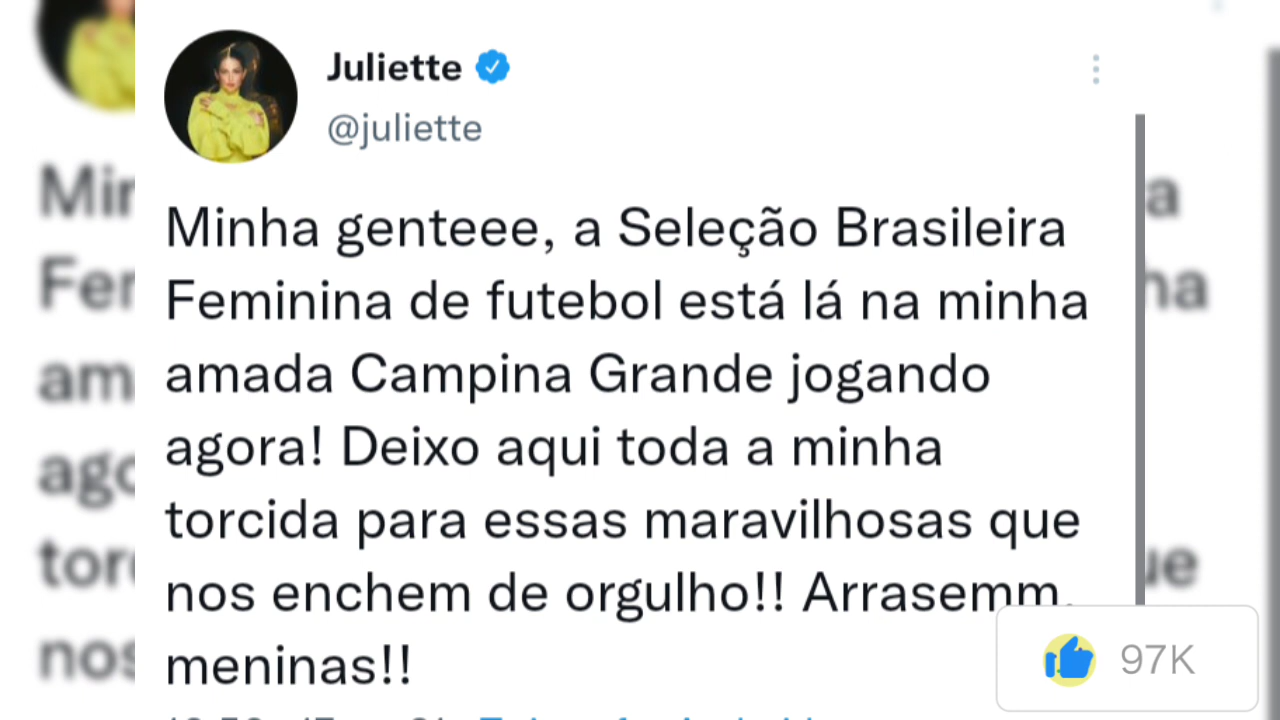 Juliette
@juliette
Minha genteee, a Seleção Brasileira
Feminina de futebol está lá na minha
amada Campina Grande jogando
agora! Deixo aqui toda a minha
torcida para essas maravilhosas que
nos enchem de orgulho!! Arrasemm,
meninas!!
97K